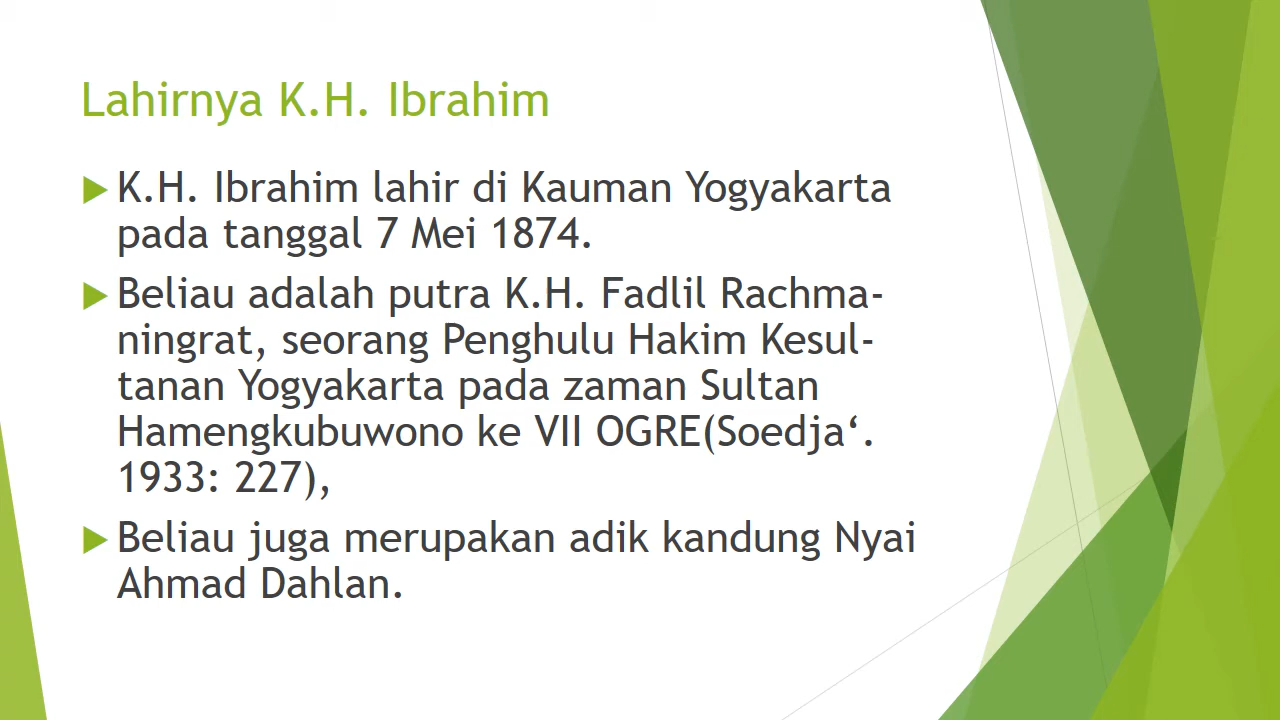 Lahirnya K.H. Ibrahim
K.H. Ibrahim lahir di Kauman Yogyakarta
pada tanggal 7 Mei 1874.
Beliau adalah putra K.H. Fadlil Rachma-
ningrat, seorang Penghulu Hakim Kesul-
tanan Yogyakarta pada zaman Sultan
Hamengkubuwono ke VII OGRE(Soedja‘.
1933: 227),
Beliau juga merupakan adik kandung Nyai
Ahmad Dahlan.